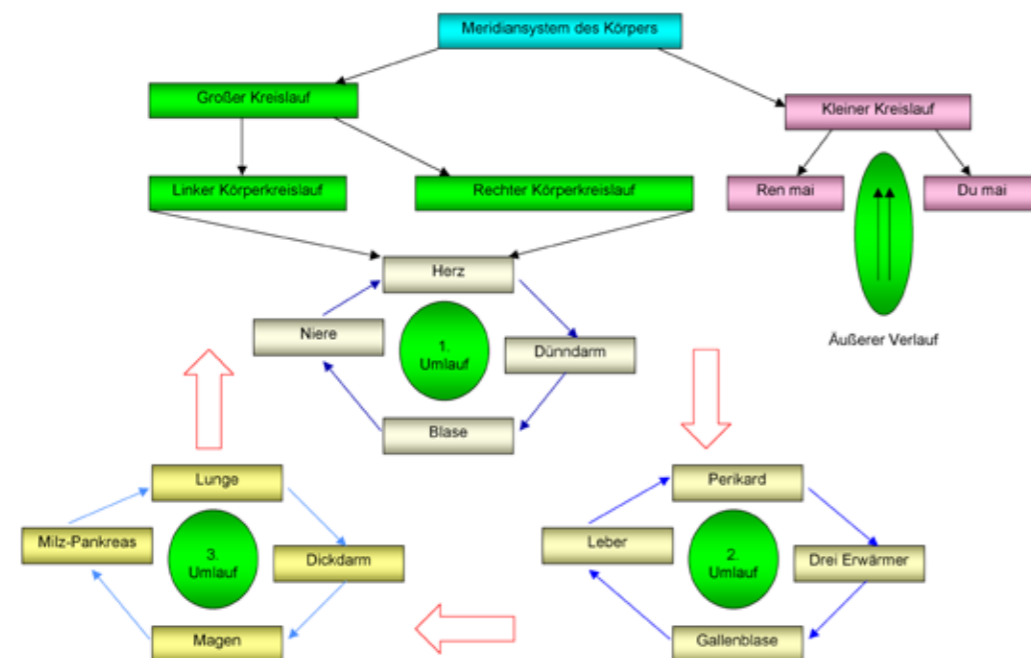 Meridiansystem des Körpers
Großer Kreislauf
Kleiner Kreislauf
Linker Körperkreislauf
Rechter Körperkreislauf
Ren mai
Du mai
Äußerer Verlauf
Herz
Niere
1.
Umlauf
Dünndarm
Blase
Lunge
Milz-Pankreas
3.
Umlauf
Dickdarm
Magen
Perikard
Leber
2.
Umlauf
Drei Erwärmer
Gallenblase